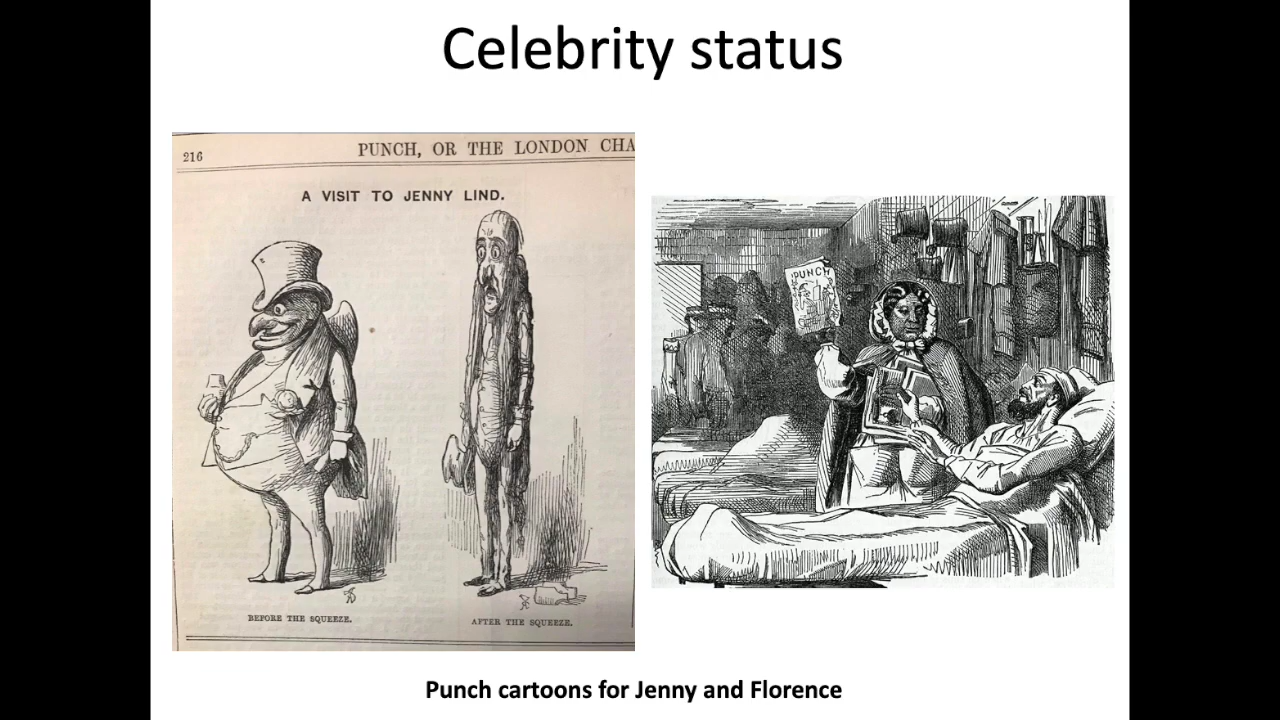 Celebrity status
216 PUNCH, OR THE LONDON CHA
A VISIT TO JENNY LIND.
BEFORE THE SQUEEZE.
AFTER THE SQUEEZE.
PUNCH
Punch cartoons for Jenny and Florence